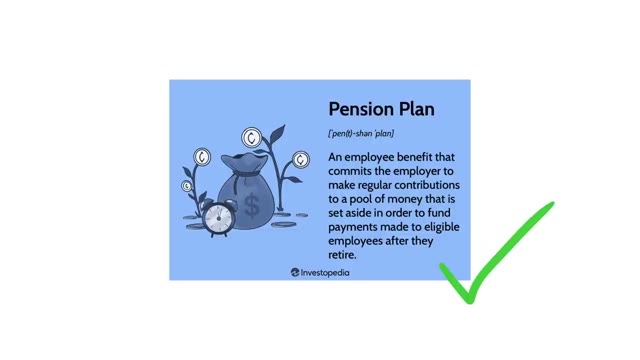 Pension Plan
[ˈpen(t)-shən ˈplan]
An employee benefit that
commits the employer to
make regular contributions
to a pool of money that is
set aside in order to fund
payments made to eligible
employees after they
retire.
$
Investopedia